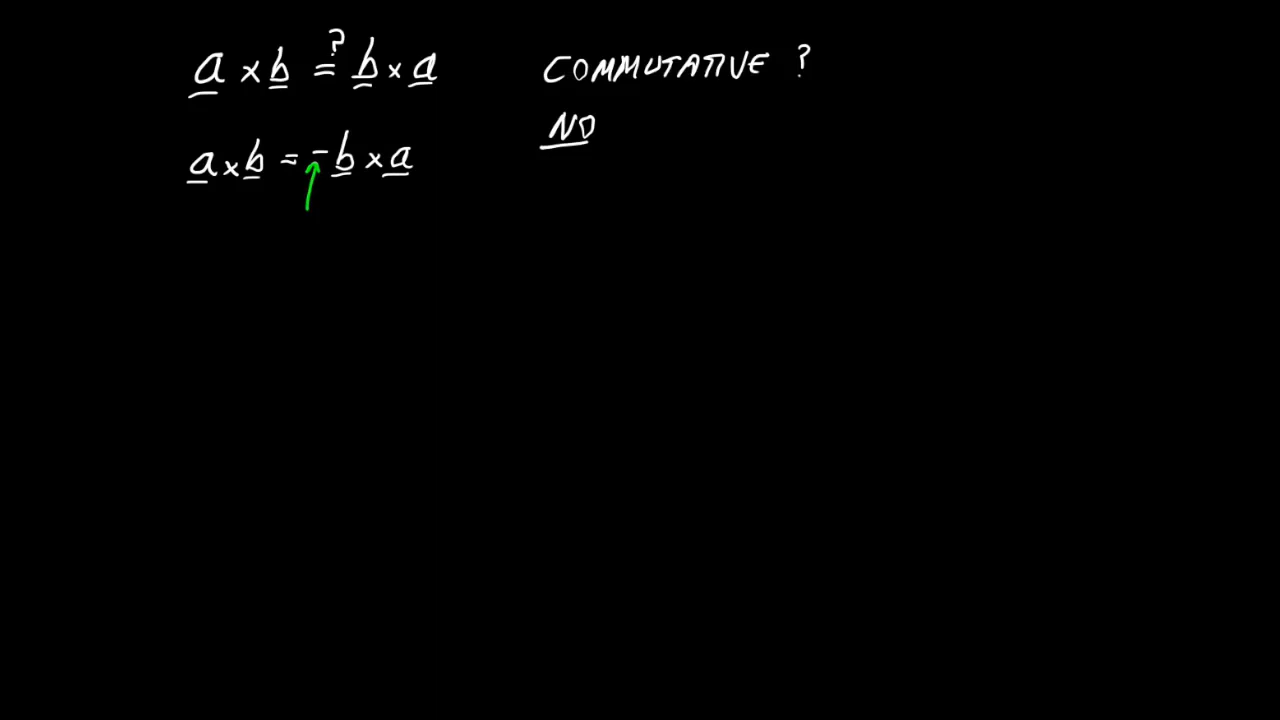 a × b ?= b × a COMMUTATIVE ?
NO
a × b = - b × a